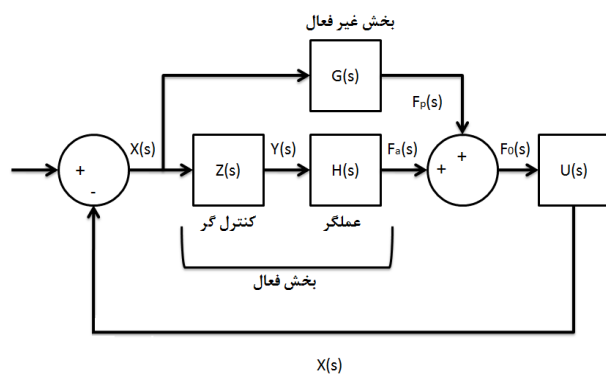 بخش غیر فعال
G(s)
Fp(s)
X(s)
Y(s)
Fa(s)
F0(s)
+
-
Z(s)
H(s)
+
+
U(s)
کنترل گر
عملگر
بخش فعال
X(s)